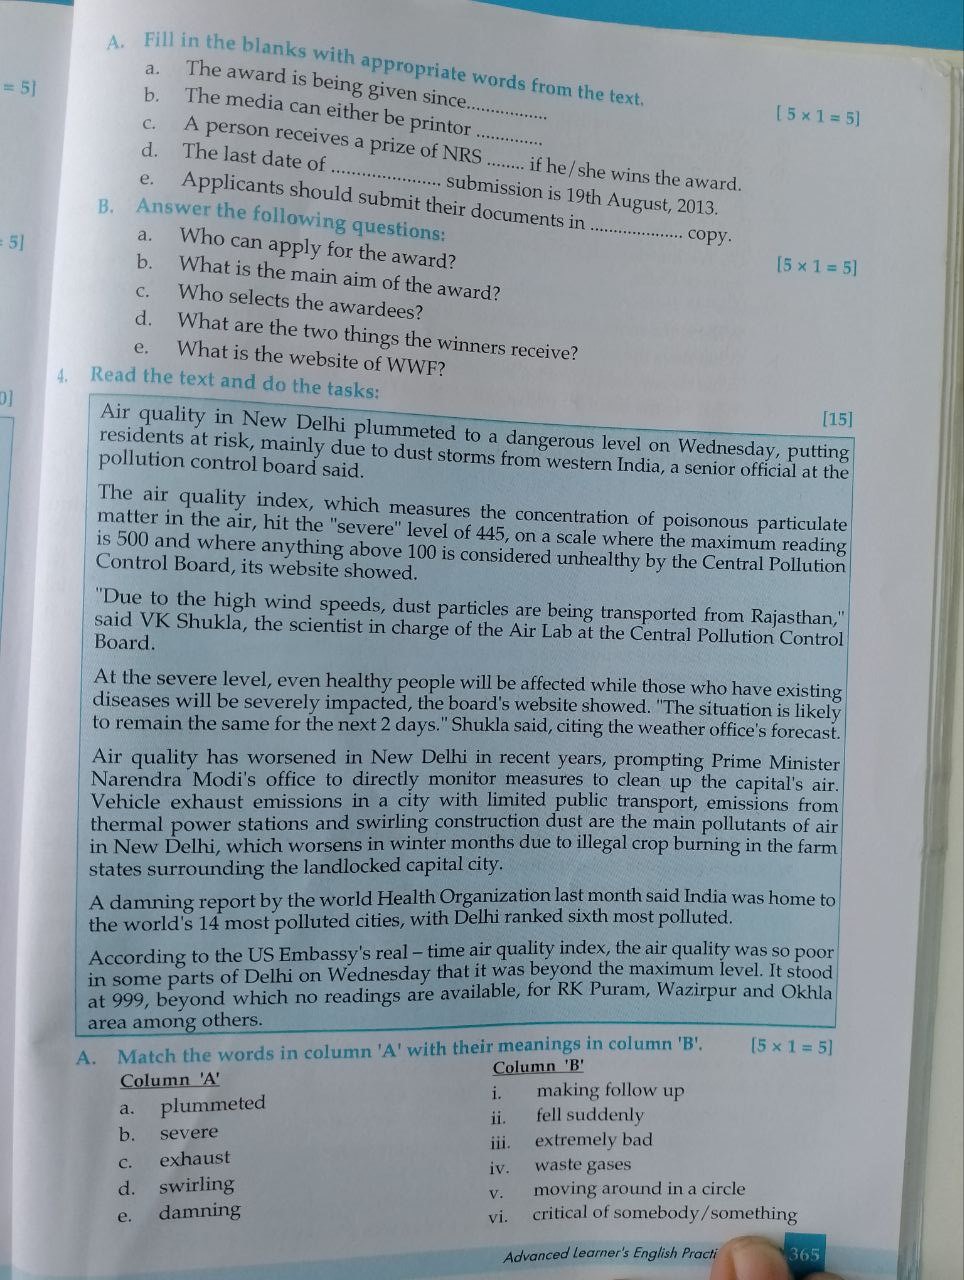 = 5]
5]
0]
A. Fill in the blanks with appropriate words from the text. [ 5 × 1 = 5]
a. The award is being given since..................
b. The media can either be printor ...............
c. A person receives a prize of NRS ........ if he/she wins the award.
d. The last date of ........................ submission is 19th August, 2013.
e. Applicants should submit their documents in .................... copy.
B. Answer the following questions: [5 × 1 = 5]
a. Who can apply for the award?
b. What is the main aim of the award?
c. Who selects the awardees?
d. What are the two things the winners receive?
e. What is the website of WWF?
4. Read the text and do the tasks: [15]
Air quality in New Delhi plummeted to a dangerous level on Wednesday, putting
residents at risk, mainly due to dust storms from western India, a senior official at the
pollution control board said.
The air quality index, which measures the concentration of poisonous particulate
matter in the air, hit the "severe" level of 445, on a scale where the maximum reading
is 500 and where anything above 100 is considered unhealthy by the Central Pollution
Control Board, its website showed.
"Due to the high wind speeds, dust particles are being transported from Rajasthan,"
said VK Shukla, the scientist in charge of the Air Lab at the Central Pollution Control
Board.
At the severe level, even healthy people will be affected while those who have existing
diseases will be severely impacted, the board's website showed. "The situation is likely
to remain the same for the next 2 days." Shukla said, citing the weather office's forecast.
Air quality has worsened in New Delhi in recent years, prompting Prime Minister
Narendra Modi's office to directly monitor measures to clean up the capital's air.
Vehicle exhaust emissions in a city with limited public transport, emissions from
thermal power stations and swirling construction dust are the main pollutants of air
in New Delhi, which worsens in winter months due to illegal crop burning in the farm
states surrounding the landlocked capital city.
A damning report by the world Health Organization last month said India was home to
the world's 14 most polluted cities, with Delhi ranked sixth most polluted.
According to the US Embassy's real – time air quality index, the air quality was so poor
in some parts of Delhi on Wednesday that it was beyond the maximum level. It stood
at 999, beyond which no readings are available, for RK Puram, Wazirpur and Okhla
area among others.
A. Match the words in column 'A' with their meanings in column 'B'. [5 × 1 = 5]
Column 'A' Column 'B'
a. plummeted i. making follow up
b. severe ii. fell suddenly
c. exhaust iii. extremely bad
d. swirling iv. waste gases
e. damning v. moving around in a circle
vi. critical of somebody/something
Advanced Learner's English Practi 365